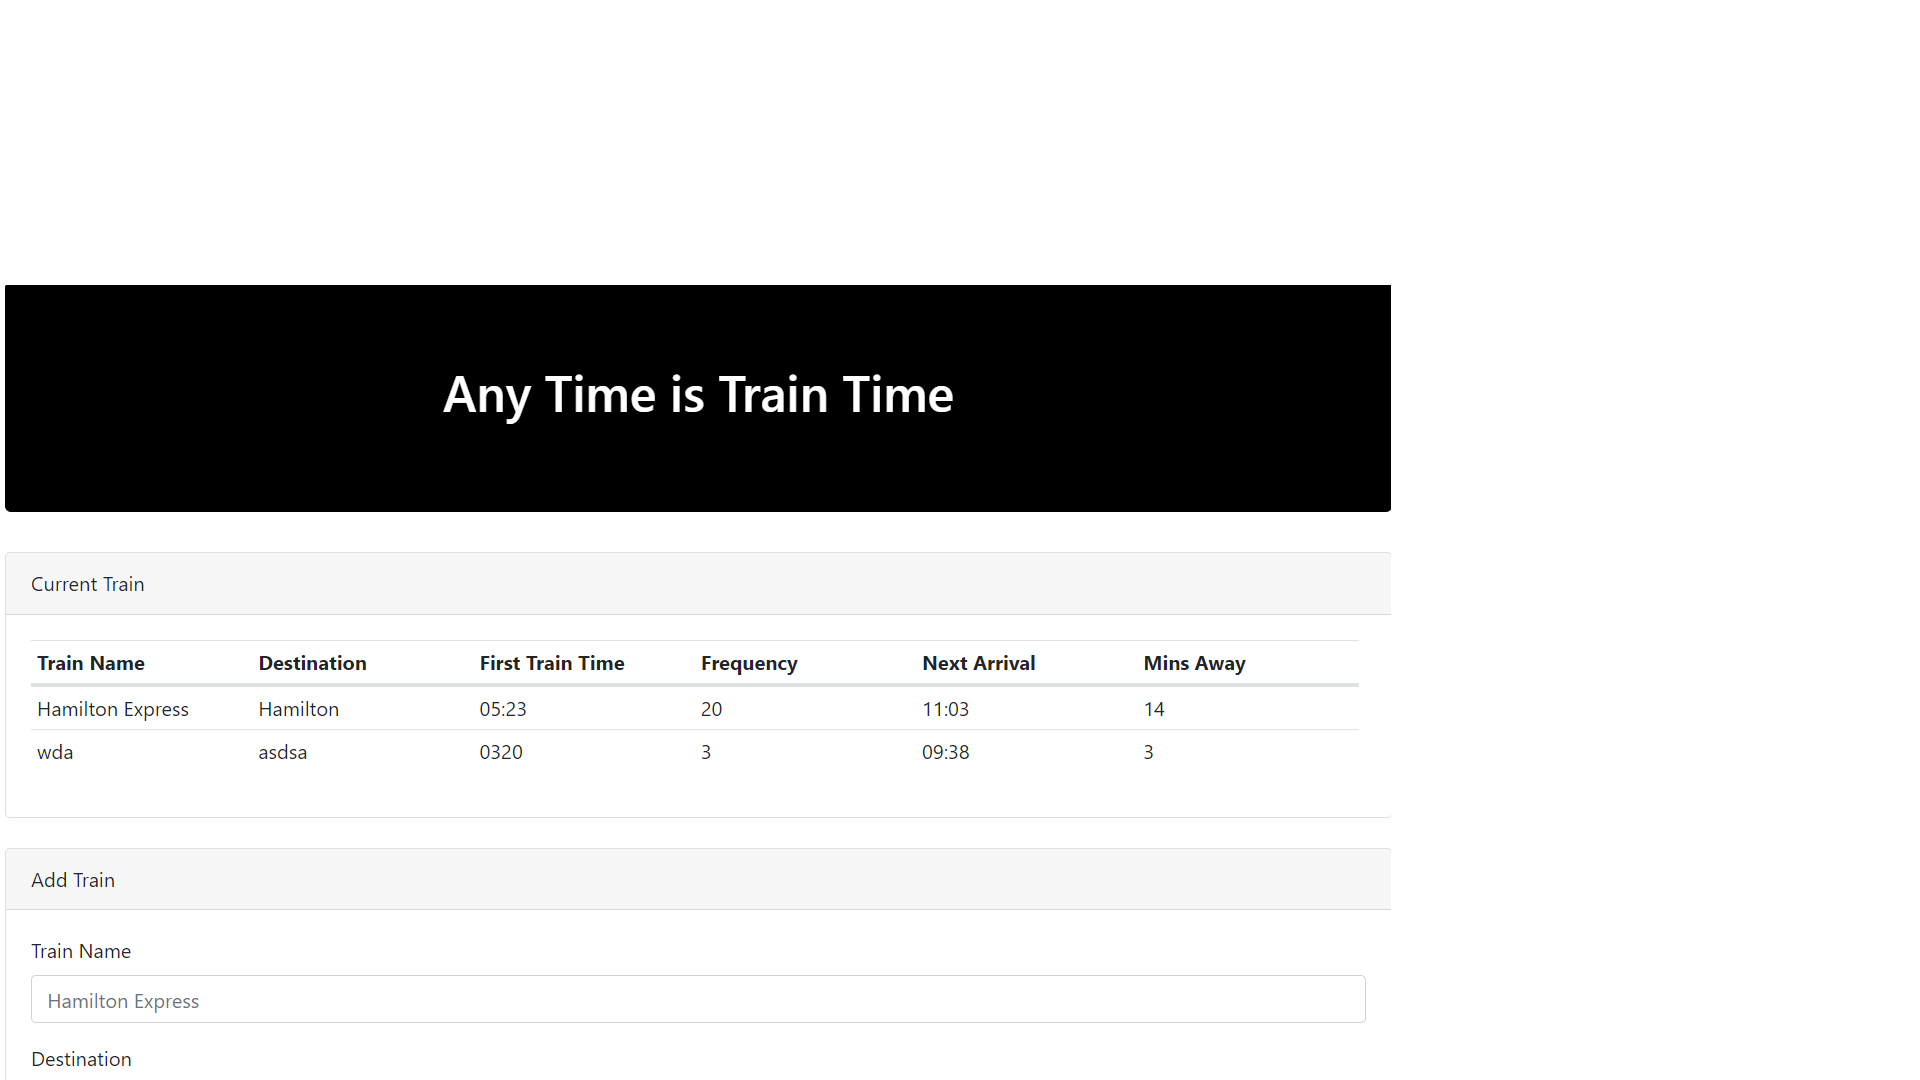 Any Time is Train Time
Current Train
Train Name Destination First Train Time Frequency Next Arrival Mins Away
Hamilton Express Hamilton 05:23 20 11:03 14
wda asdsa 0320 3 09:38 3
Add Train
Train Name
Hamilton Express
Destination